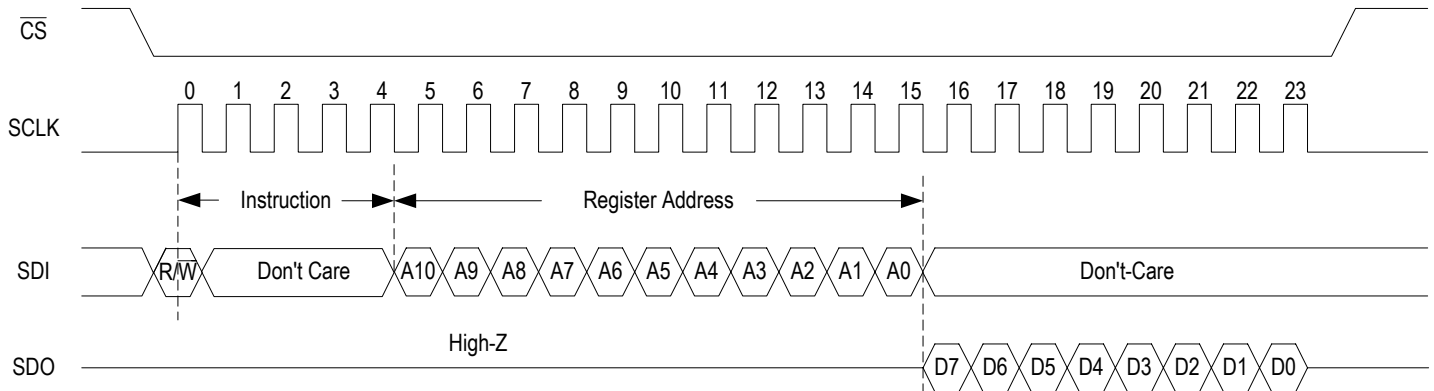 CS
0 1 2 3 4 5 6 7 8 9 10 11 12 13 14 15 16 17 18 19 20 21 22 23
SCLK
Instruction Register Address
SDI R/W Don't Care A10 A9 A8 A7 A6 A5 A4 A3 A2 A1 A0 Don't-Care
High-Z
SDO D7 D6 D5 D4 D3 D2 D1 D0